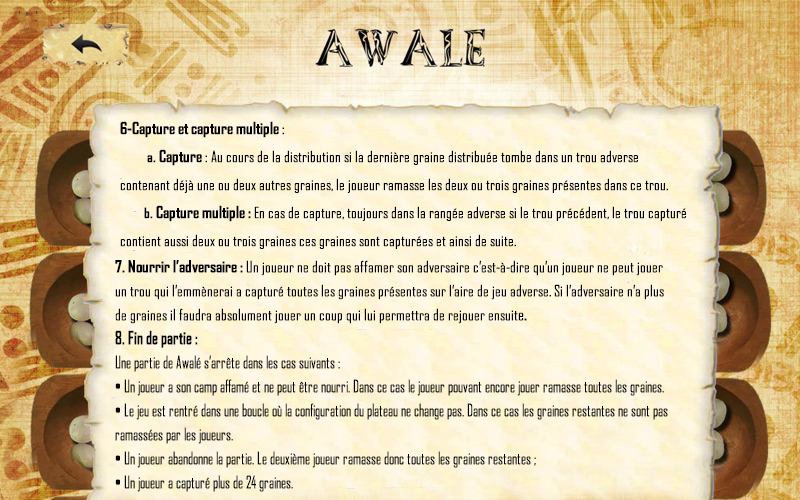 AWALE
6-Capture et capture multiple :
a. Capture : Au cours de la distribution si la dernière graine distribuée tombe dans un trou adverse
contenant déjà une ou deux autres graines, le joueur ramasse les deux ou trois graines présentes dans ce trou.
b. Capture multiple : En cas de capture, toujours dans la rangée adverse si le trou précédent, le trou capturé
contient aussi deux ou trois graines ces graines sont capturées et ainsi de suite.
7. Nourrir l'adversaire : Un joueur ne doit pas affamer son adversaire c'est-à-dire qu'un joueur ne peut jouer
un trou qui l'emmènerai a capturé toutes les graines présentes sur l'aire de jeu adverse. Si l'adversaire n'a plus
de graines il faudra absolument jouer un coup qui lui permettra de rejouer ensuite.
8. Fin de partie :
Une partie de Awalé s'arrête dans les cas suivants :
• Un joueur a son camp affamé et ne peut être nourri. Dans ce cas le joueur pouvant encore jouer ramasse toutes les graines.
• Le jeu est rentré dans une boucle où la configuration du plateau ne change pas. Dans ce cas les graines restantes ne sont pas
ramassées par les joueurs.
• Un joueur abandonne la partie. Le deuxième joueur ramasse donc toutes les graines restantes ;
• Un joueur a capturé plus de 24 graines.